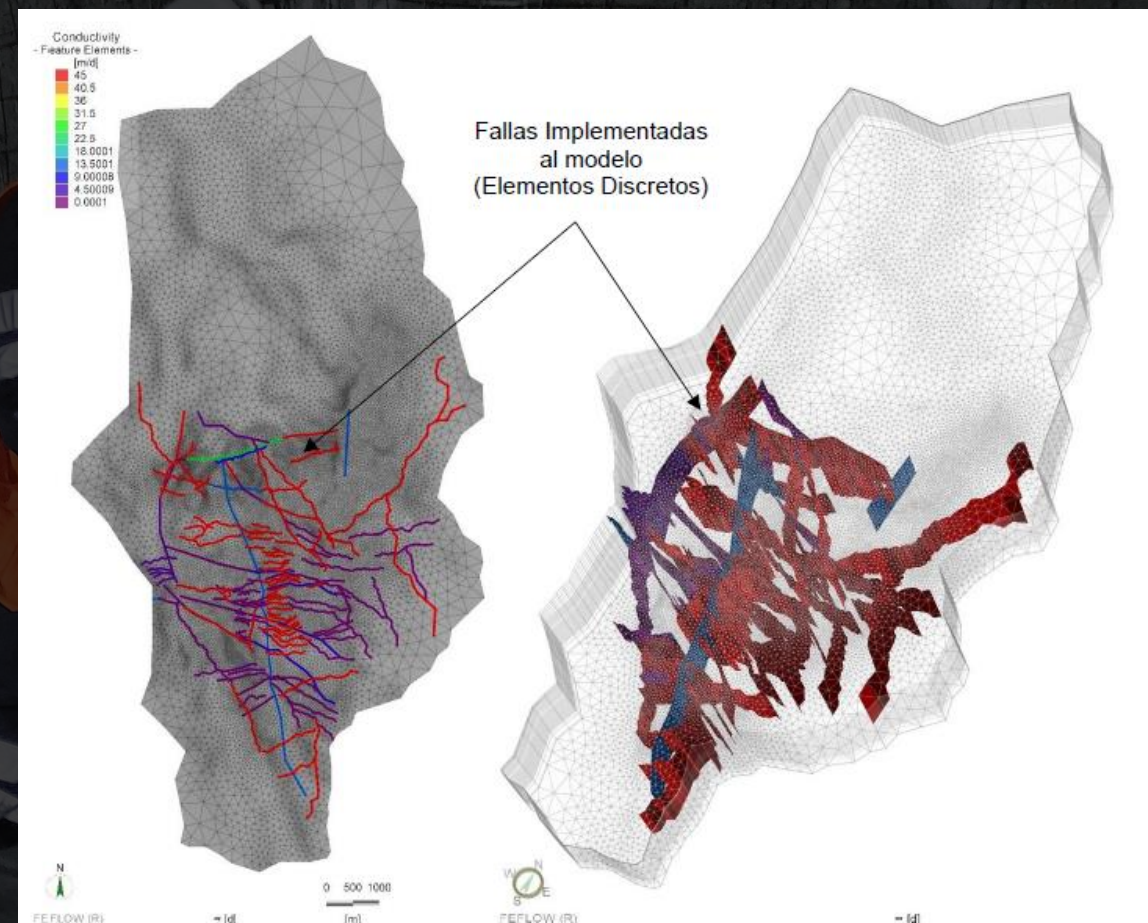 Conductivity
- Feature Elements -
[m/d]
45
40.5
36
31.5
27
22.5
18.0001
13.5001
9.00008
4.50009
0.0001
Fallas Implementadas
al modelo
(Elementos Discretos)
N
0 500 1000
[m]
FEFLOW (R)
∞ [d]
W N
S E
FEFLOW (R)
∞ [d]